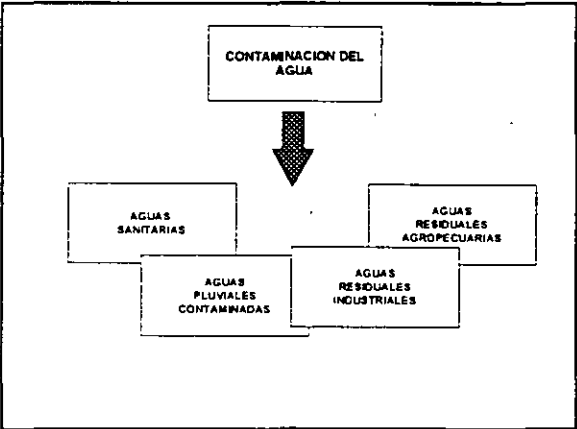 CONTAMINACION DEL
AGUA
AGUAS
SANITARIAS
AGUAS
PLUVIALES
CONTAMINADAS
AGUAS
RESIDUALES
INDUSTRIALES
AGUAS
RESIDUALES
AGROPECUARIAS